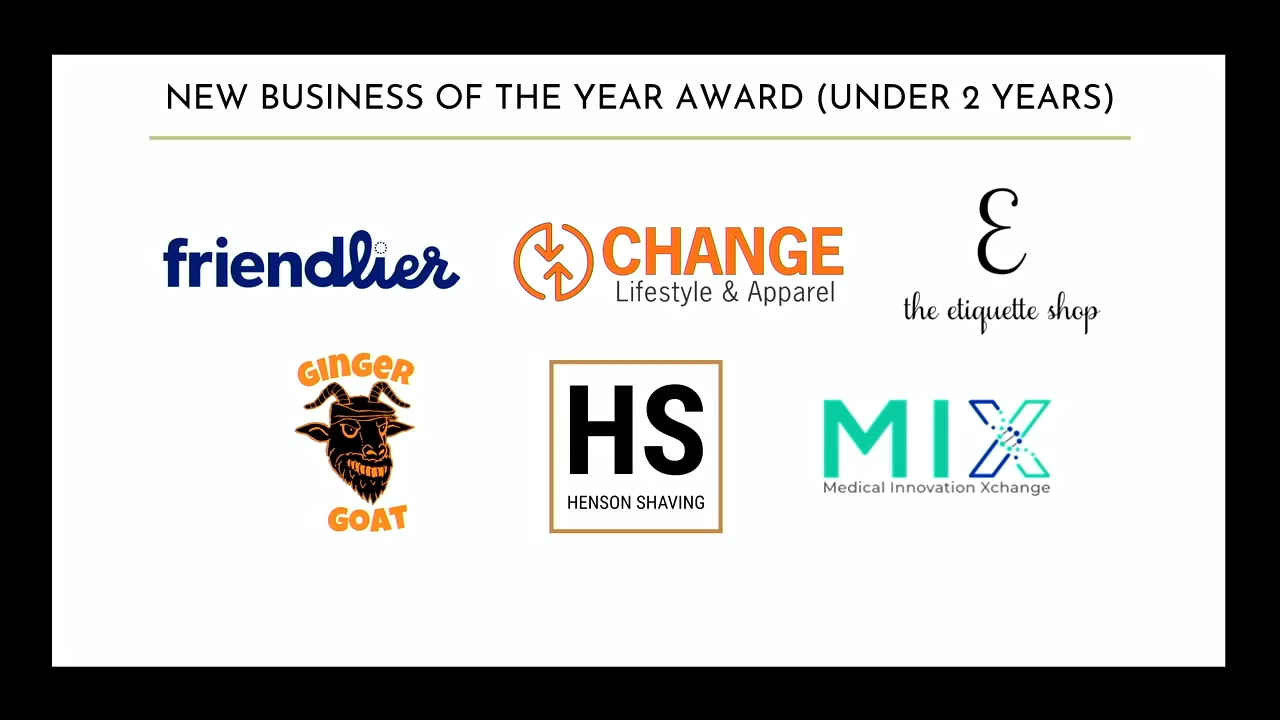 NEW BUSINESS OF THE YEAR AWARD (UNDER 2 YEARS)
friendlier
CHANGE
Lifestyle & Apparel
ε
the etiquette shop
GINGER
GOAT
HS
HENSON SHAVING
MIX
Medical Innovation Xchange